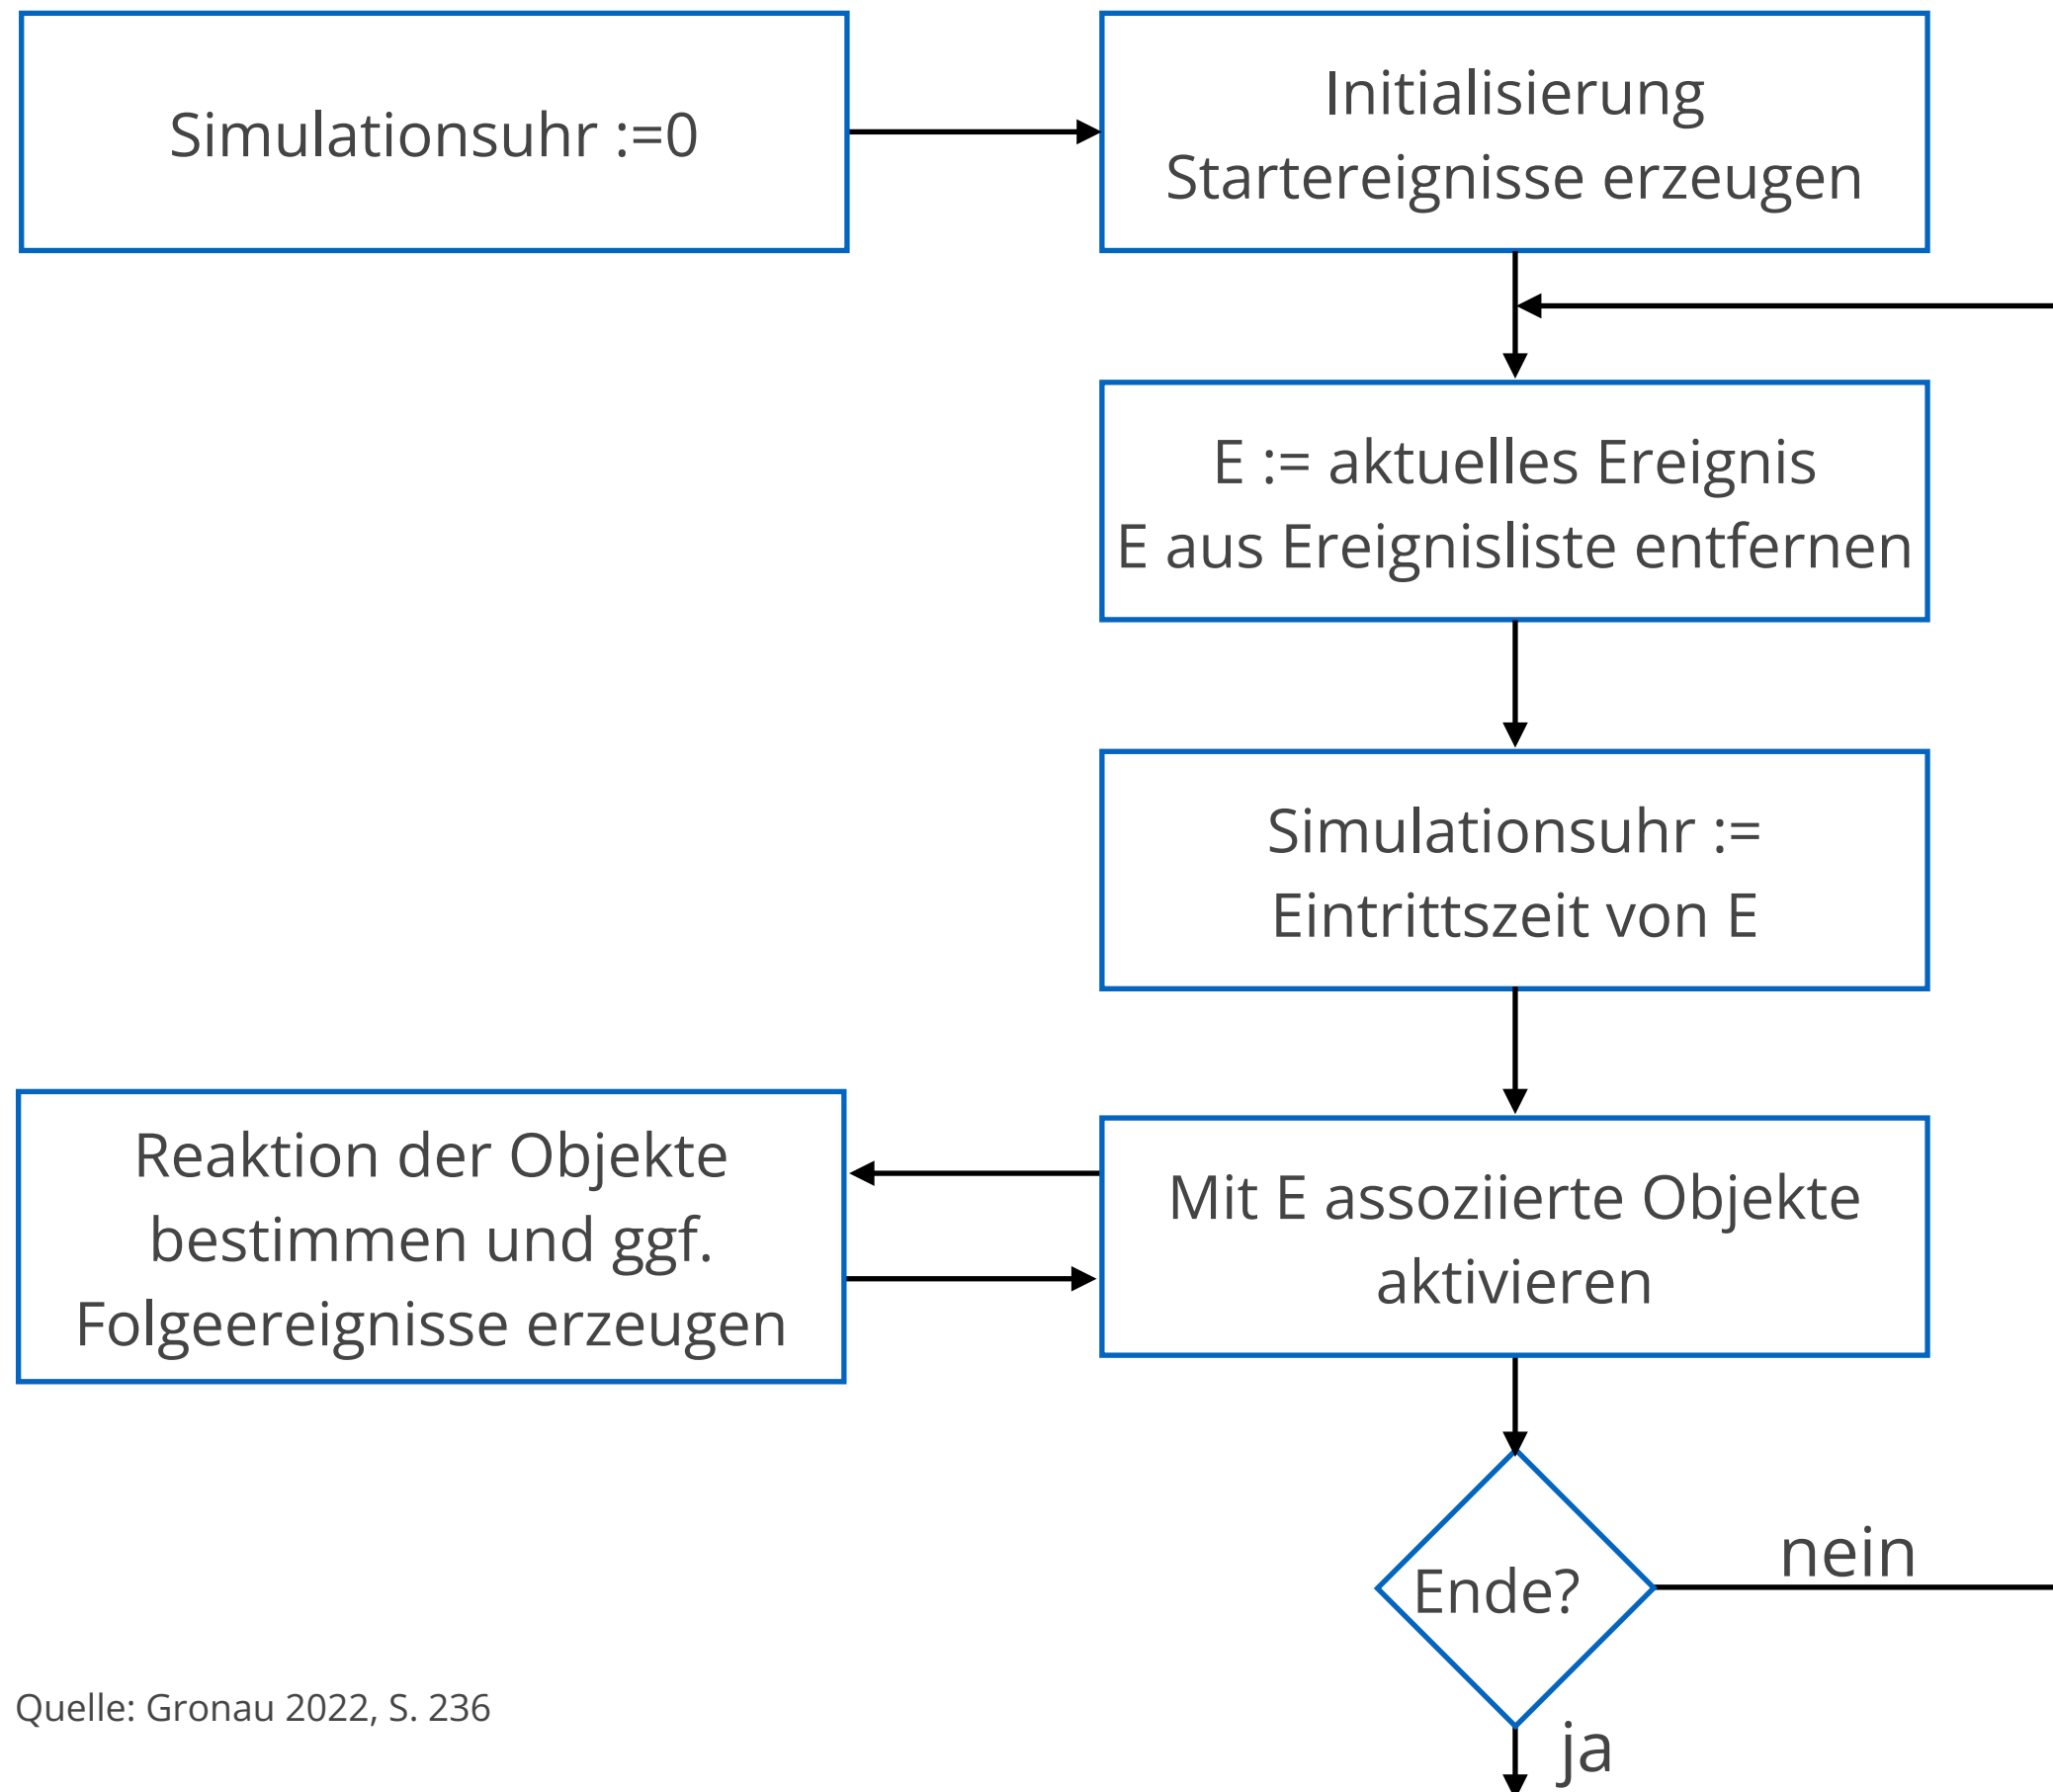 Simulationsuhr :=0
Initialisierung
Startereignisse erzeugen
E := aktuelles Ereignis
E aus Ereignisliste entfernen
Simulationsuhr :=
Eintrittszeit von E
Reaktion der Objekte
bestimmen und ggf.
Folgeereignisse erzeugen
Mit E assoziierte Objekte
aktivieren
Ende?
nein
ja
Quelle: Gronau 2022, S. 236